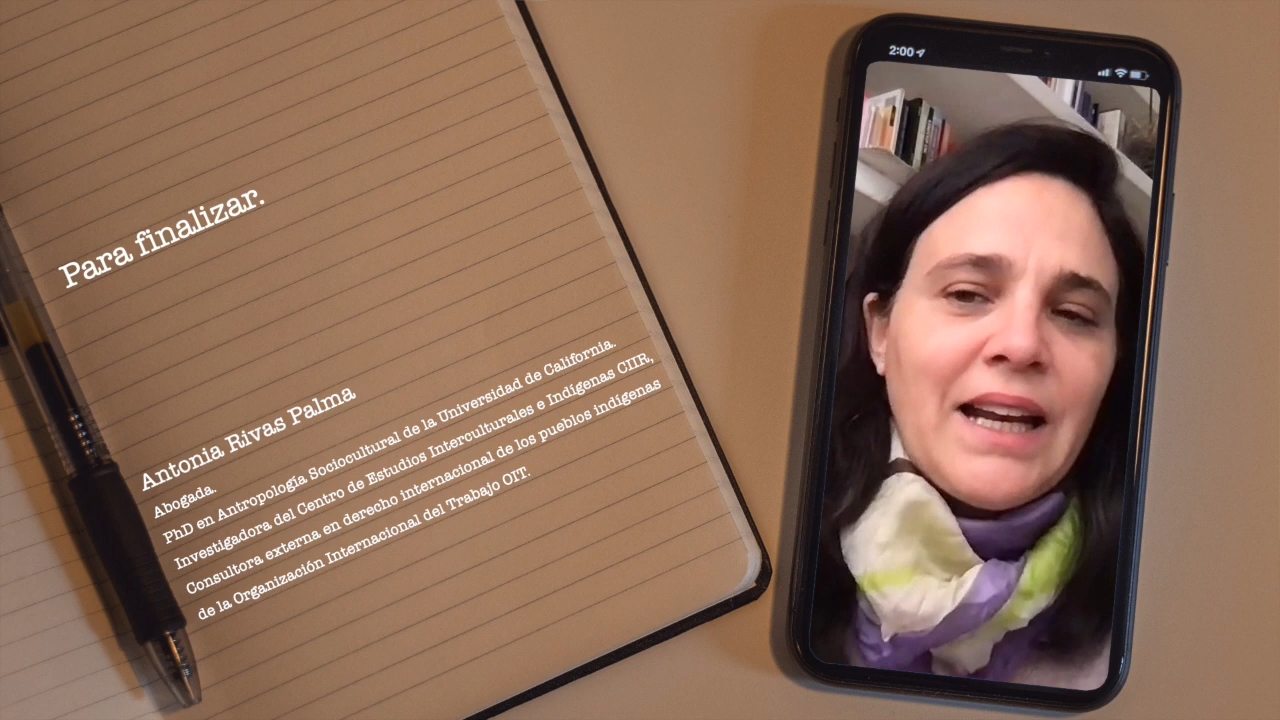 Para finalizar.
Antonia Rivas Palma
Abogada.
PhD en Antropología Sociocultural de la Universidad de California.
Investigadora del Centro de Estudios Interculturales e Indígenas CIIR,
Consultora externa en derecho internacional de los pueblos indígenas
de la Organización Internacional del Trabajo OIT.
2:00